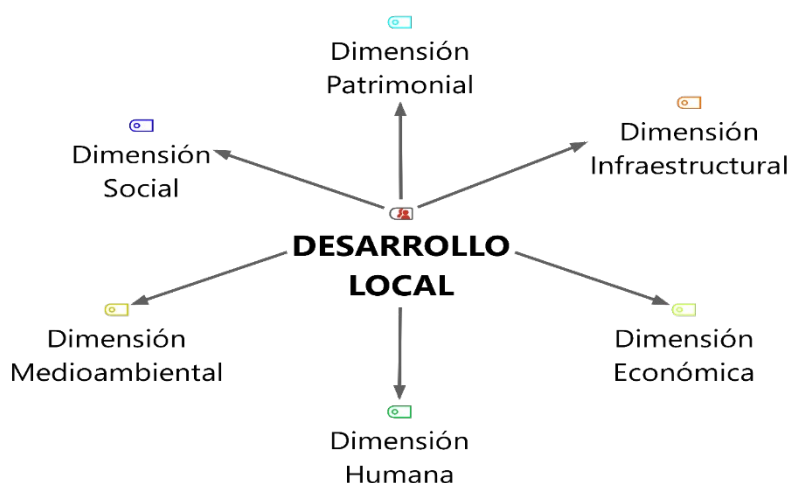 Dimensión
Patrimonial
Dimensión
Infraestructural
Dimensión
Social
DESARROLLO
LOCAL
Dimensión
Medioambiental
Dimensión
Económica
Dimensión
Humana